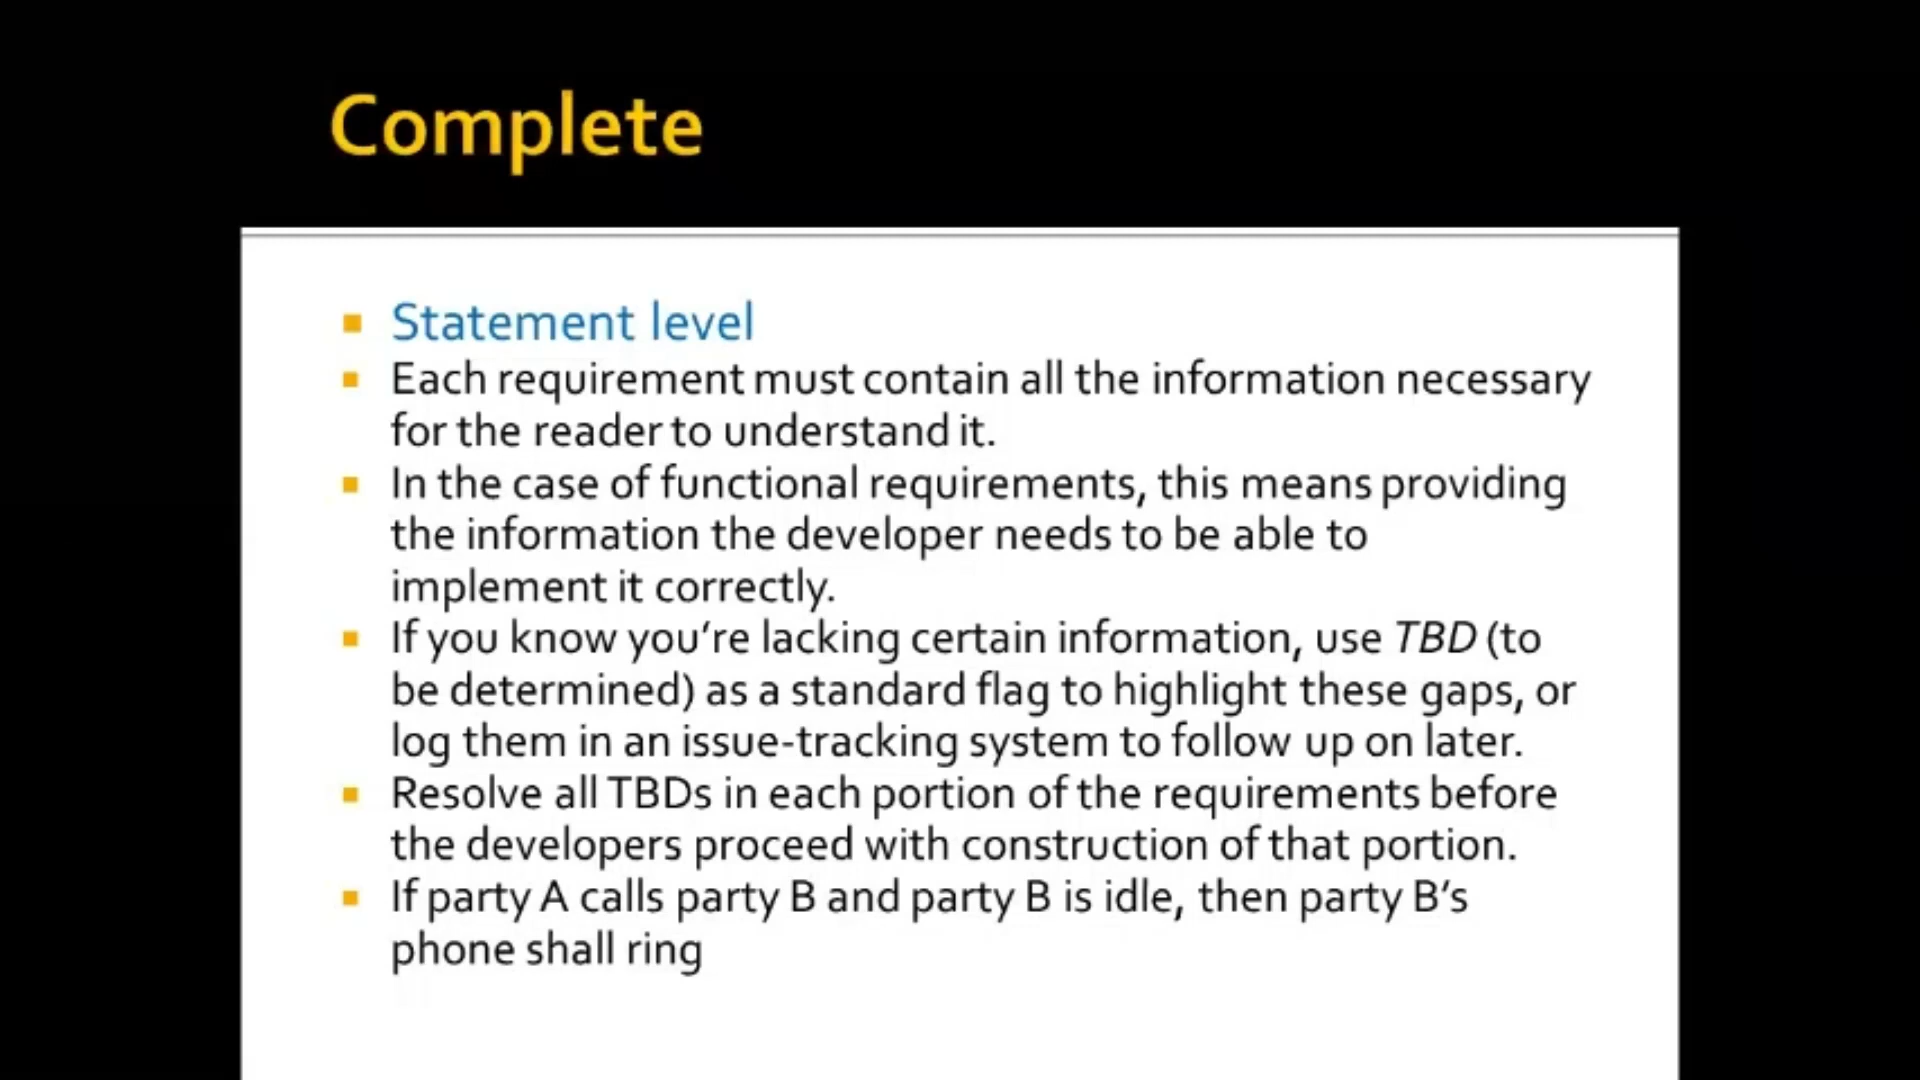 Complete
Statement level
Each requirement must contain all the information necessary
for the reader to understand it.
In the case of functional requirements, this means providing
the information the developer needs to be able to
implement it correctly.
If you know you’re lacking certain information, use TBD (to
be determined) as a standard flag to highlight these gaps, or
log them in an issue-tracking system to follow up on later.
Resolve all TBDs in each portion of the requirements before
the developers proceed with construction of that portion.
If party A calls party B and party B is idle, then party B’s
phone shall ring